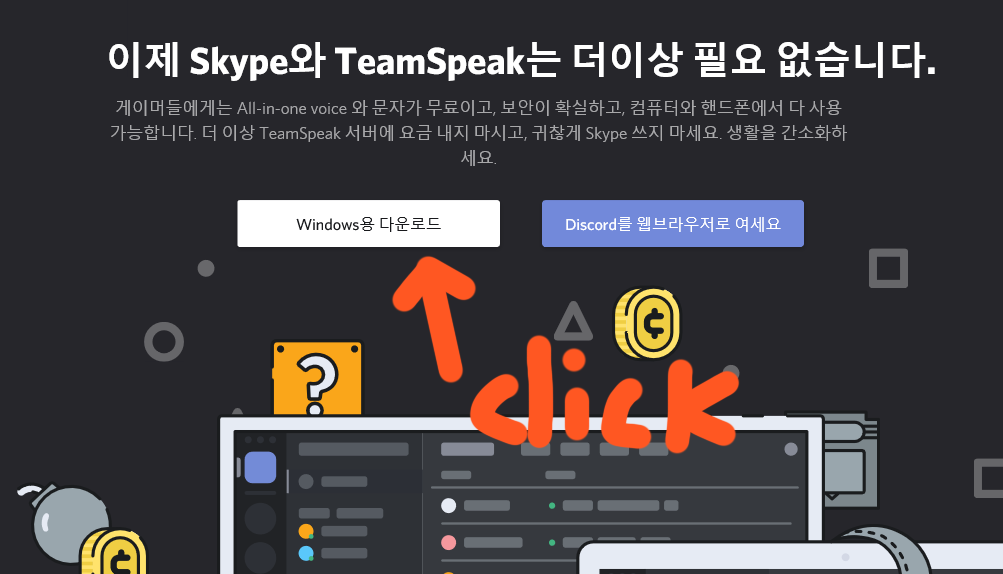 이제 Skype와 TeamSpeak는 더이상 필요 없습니다.
게이머들에게는 All-in-one voice 와 문자가 무료이고, 보안이 확실하고, 컴퓨터와 핸드폰에서 다 사용
가능합니다. 더 이상 TeamSpeak 서버에 요금 내지 마시고, 귀찮게 Skype 쓰지 마세요. 생활을 간소화하
세요.
Windows용 다운로드
Discord를 웹브라우저로 여세요
click
?
¢
¢